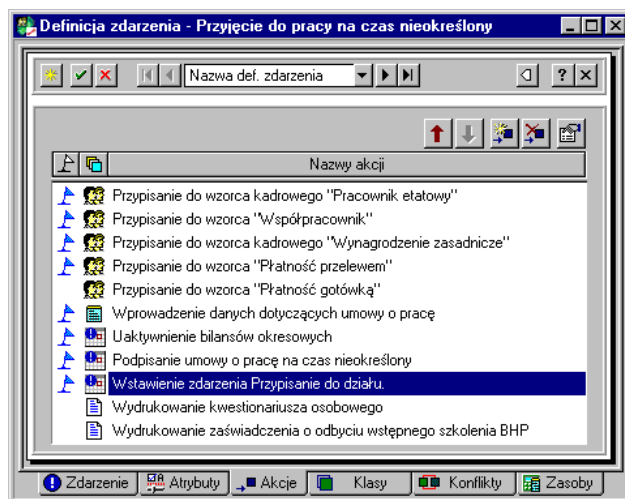 Definicja zdarzenia - Przyjęcie do pracy na czas nieokreślony
Nazwa def. zdarzenia
Nazwy akcji
Przypisanie do wzorca kadrowego "Pracownik etatowy"
Przypisanie do wzorca "Współpracownik"
Przypisanie do wzorca kadrowego "Wynagrodzenie zasadnicze"
Przypisanie do wzorca "Płatność przelewem"
Przypisanie do wzorca "Płatność gotówką"
Wprowadzenie danych dotyczących umowy o pracę
Uaktywnienie bilansów okresowych
Podpisanie umowy o pracę na czas nieokreślony
Wstawienie zdarzenia Przypisanie do działu.
Wydrukowanie kwestionariusza osobowego
Wydrukowanie zaświadczenia o odbyciu wstępnego szkolenia BHP
Zdarzenie Atrybuty Akcje Klasy Konflikty Zasoby